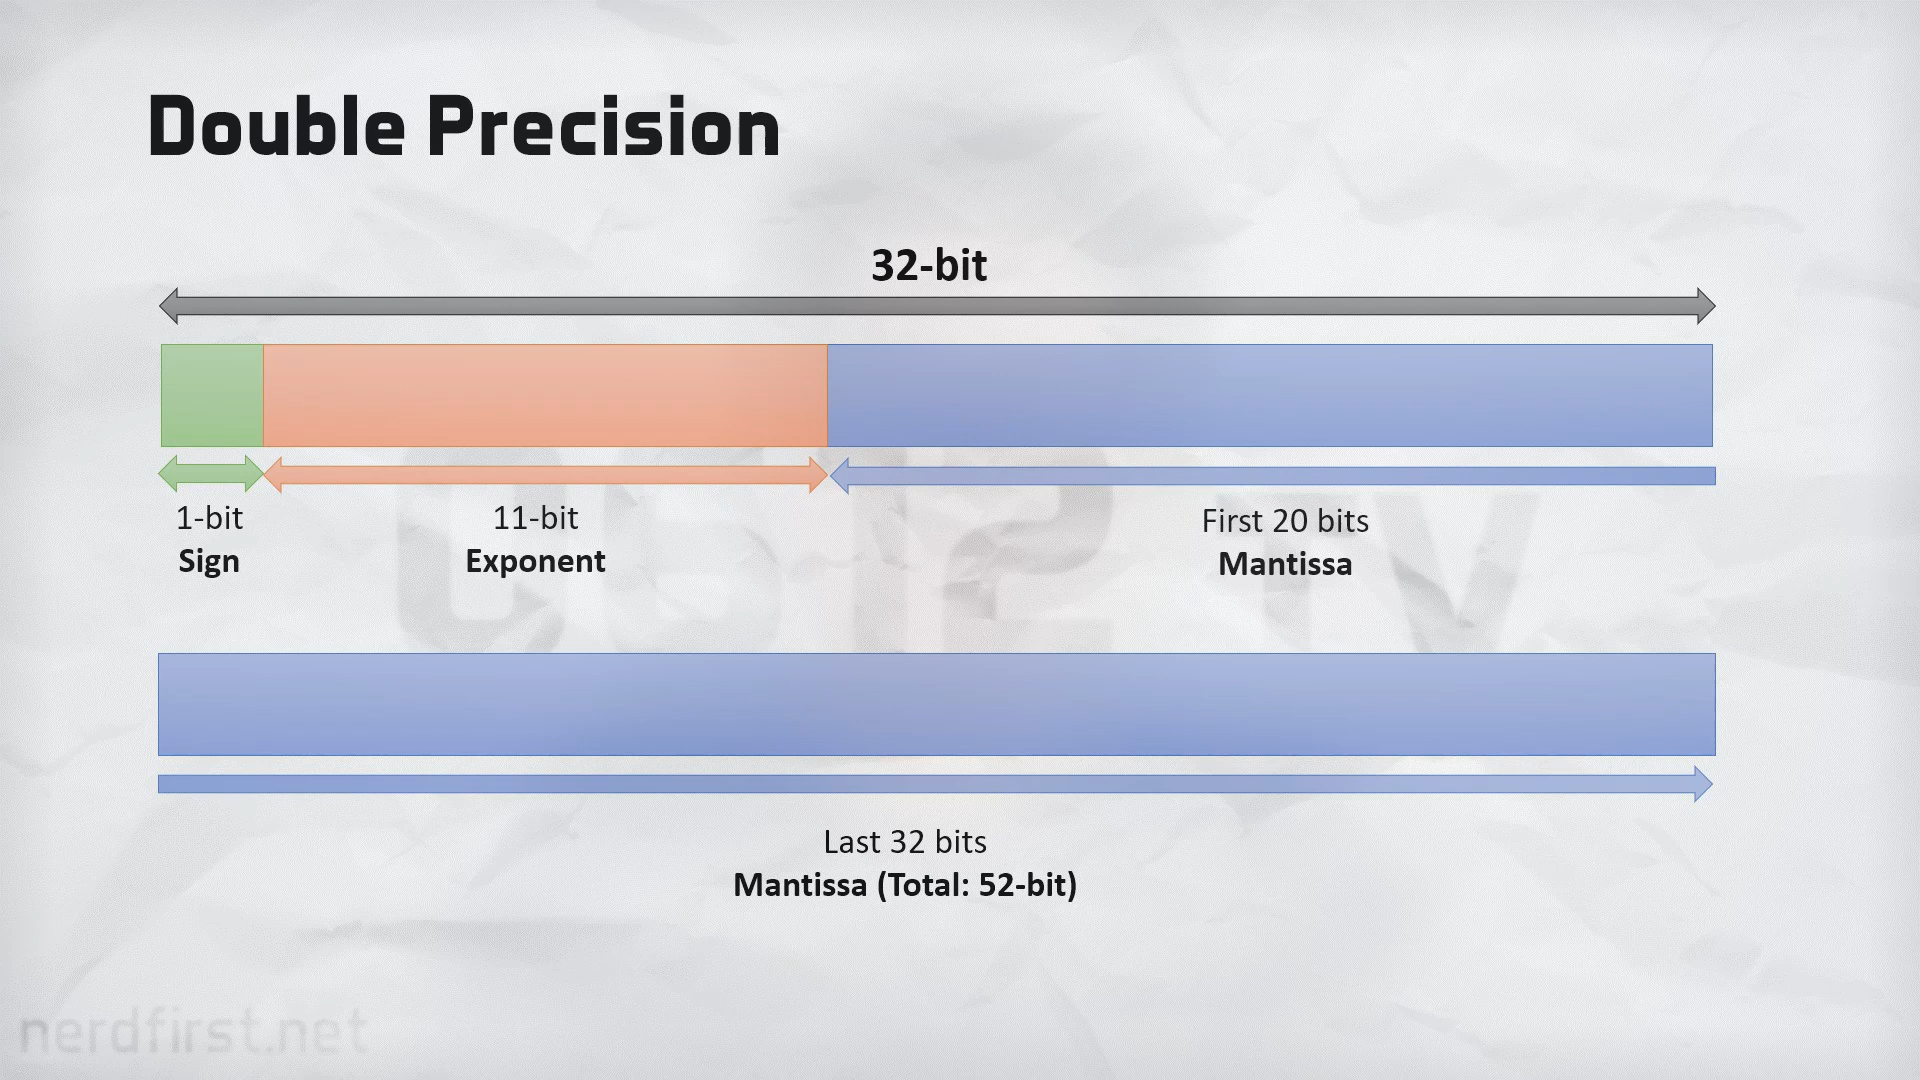 Double Precision
32-bit
1-bit
Sign
11-bit
Exponent
First 20 bits
Mantissa
Last 32 bits
Mantissa (Total: 52-bit)
nerdfirst.net